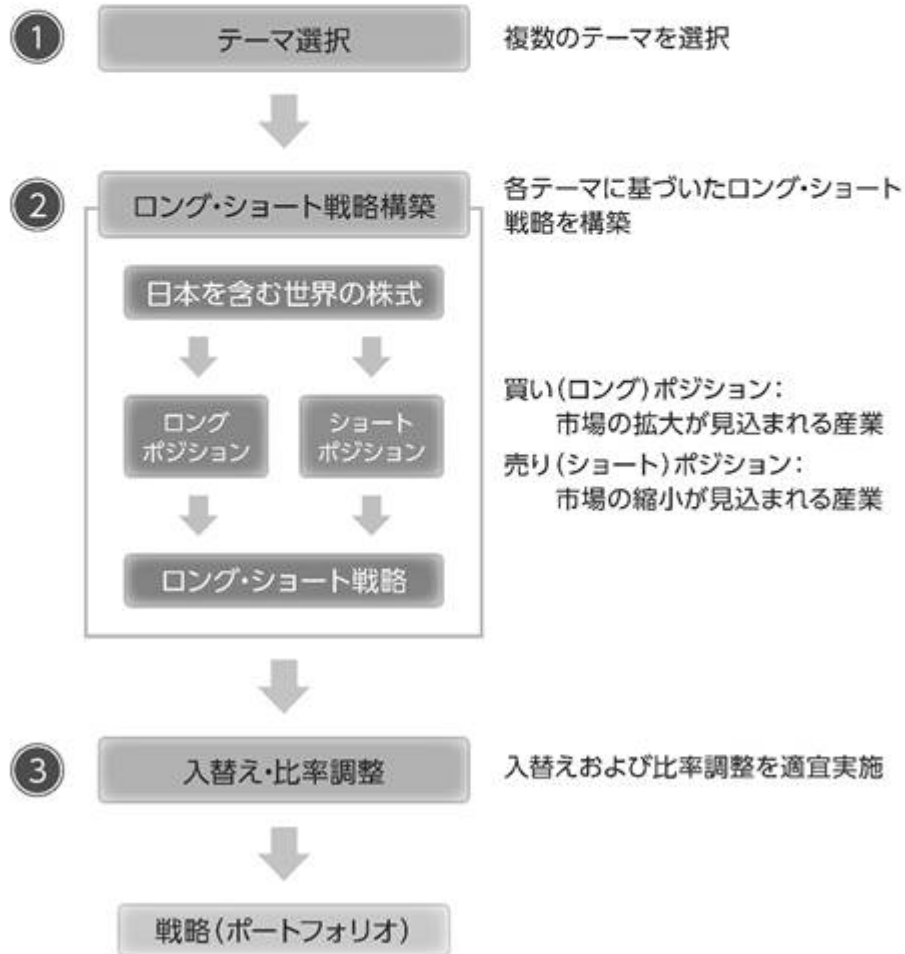 1
テーマ選択
複数のテーマを選択
2
ロング・ショート戦略構築
各テーマに基づいたロング・ショート
戦略を構築
日本を含む世界の株式
ロング
ポジション
ショート
ポジション
買い(ロング)ポジション:
市場の拡大が見込まれる産業
売り(ショート)ポジション:
市場の縮小が見込まれる産業
ロング・ショート戦略
3
入替え・比率調整
入替えおよび比率調整を適宜実施
戦略(ポートフォリオ)